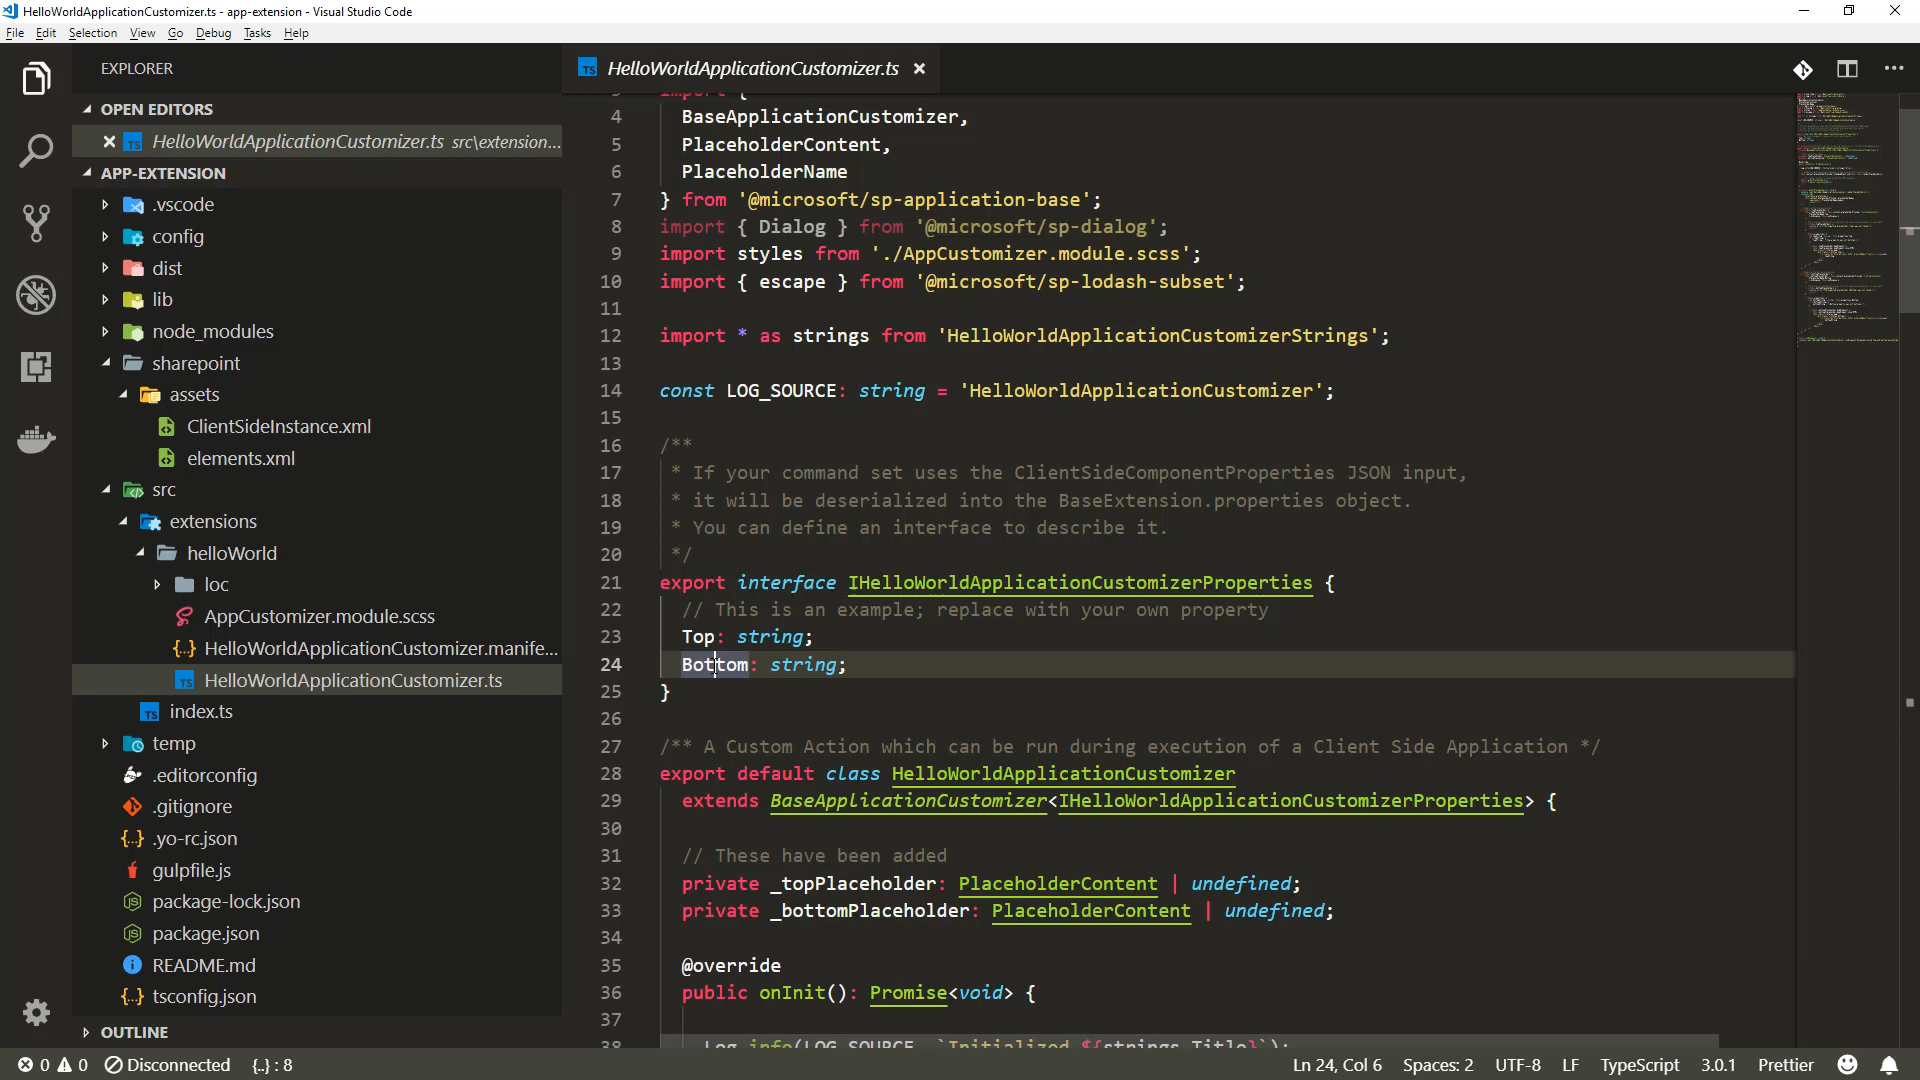 HelloWorldApplicationCustomizer.ts - app-extension - Visual Studio Code
File Edit Selection View Go Debug Tasks Help
EXPLORER
OPEN EDITORS
HelloWorldApplicationCustomizer.ts src\extension...
APP-EXTENSION
.vscode
config
dist
lib
node_modules
sharepoint
assets
ClientSideInstance.xml
elements.xml
src
extensions
helloWorld
loc
AppCustomizer.module.scss
HelloWorldApplicationCustomizer.manife...
HelloWorldApplicationCustomizer.ts
index.ts
temp
.editorconfig
.gitignore
.yo-rc.json
gulpfile.js
package-lock.json
package.json
README.md
tsconfig.json
OUTLINE
HelloWorldApplicationCustomizer.ts
3 import {
4 BaseApplicationCustomizer,
5 PlaceholderContent,
6 PlaceholderName
7 } from '@microsoft/sp-application-base';
8 import { Dialog } from '@microsoft/sp-dialog';
9 import styles from './AppCustomizer.module.scss';
10 import { escape } from '@microsoft/sp-lodash-subset';
11
12 import * as strings from 'HelloWorldApplicationCustomizerStrings';
13
14 const LOG_SOURCE: string = 'HelloWorldApplicationCustomizer';
15
16 /**
17 * If your command set uses the ClientSideComponentProperties JSON input,
18 * it will be deserialized into the BaseExtension.properties object.
19 * You can define an interface to describe it.
20 */
21 export interface IHelloWorldApplicationCustomizerProperties {
22 // This is an example; replace with your own property
23 Top: string;
24 Bottom: string;
25 }
26
27 /** A Custom Action which can be run during execution of a Client Side Application */
28 export default class HelloWorldApplicationCustomizer
29 extends BaseApplicationCustomizer<IHelloWorldApplicationCustomizerProperties> {
30
31 // These have been added
32 private _topPlaceholder: PlaceholderContent | undefined;
33 private _bottomPlaceholder: PlaceholderContent | undefined;
34
35 @override
36 public onInit(): Promise<void> {
37
38 Log.info(LOG_SOURCE, `Initialized ${strings.Title}`);
0 0 Disconnected {..} : 8
Ln 24, Col 6 Spaces: 2 UTF-8 LF TypeScript 3.0.1 Prettier